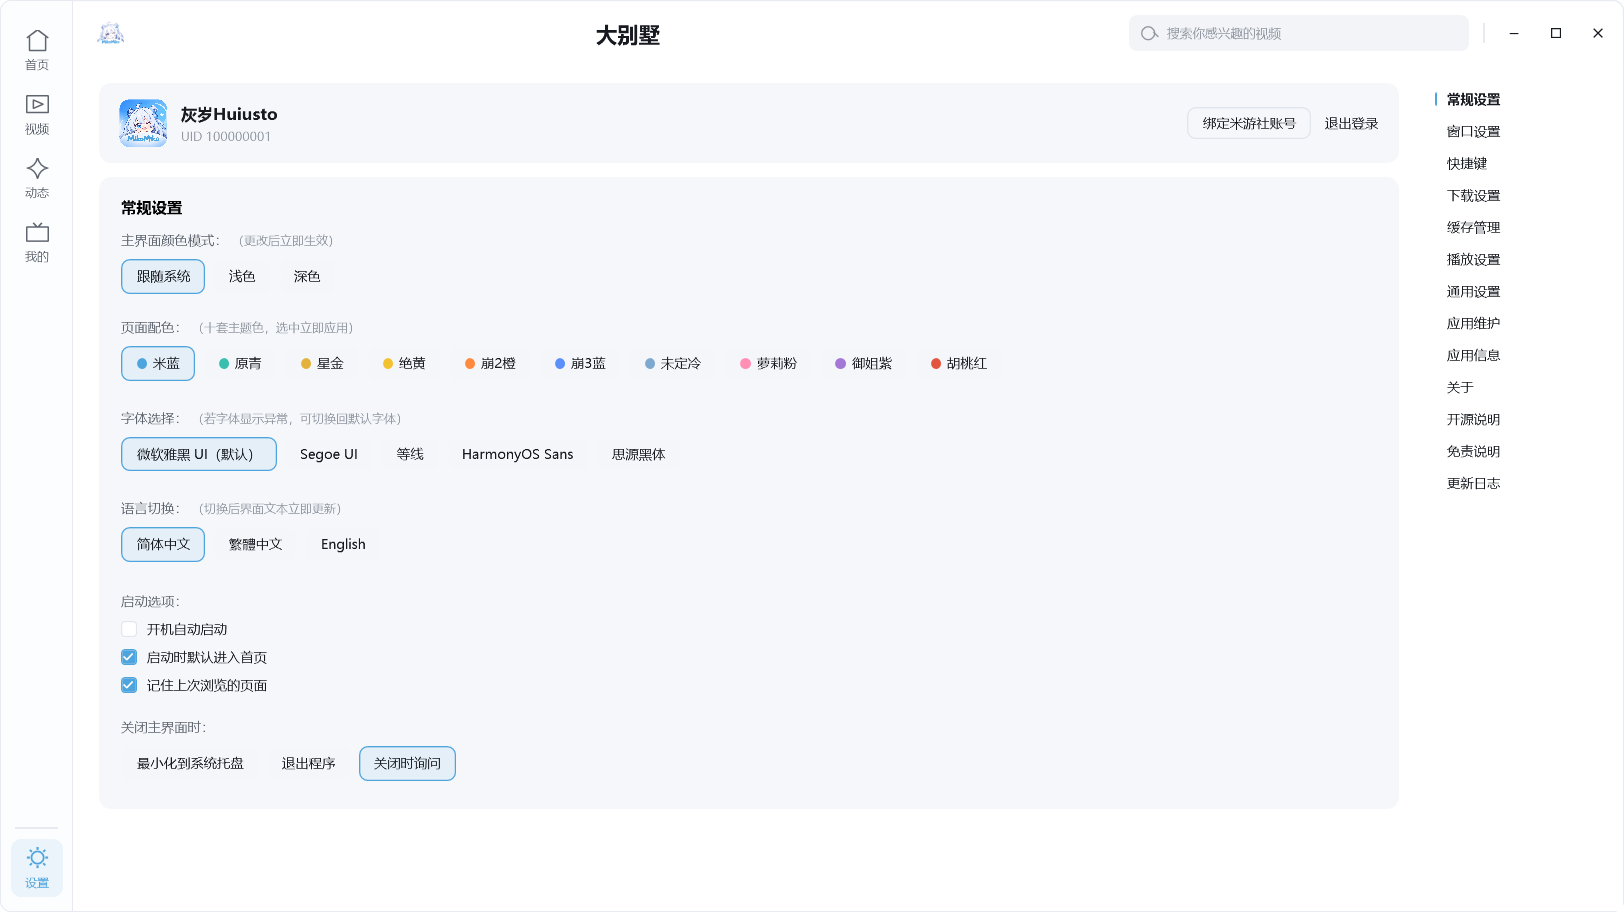 大别墅
搜索你感兴趣的视频
首页
视频
动态
我的
设置
MikoMiko
灰岁Huiusto
UID 100000001
绑定米游社账号
退出登录
常规设置
主界面颜色模式：（更改后立即生效）
跟随系统 浅色 深色
页面配色：（十套主题色，选中立即应用）
米蓝 原青 星金 绝黄 崩2橙 崩3蓝 未定冷 萝莉粉 御姐紫 胡桃红
字体选择：（若字体显示异常，可切换回默认字体）
微软雅黑 UI（默认） Segoe UI 等线 HarmonyOS Sans 思源黑体
语言切换：（切换后界面文本立即更新）
简体中文 繁體中文 English
启动选项：
开机自动启动
启动时默认进入首页
记住上次浏览的页面
关闭主界面时：
最小化到系统托盘 退出程序 关闭时询问
常规设置
窗口设置
快捷键
下载设置
缓存管理
播放设置
通用设置
应用维护
应用信息
关于
开源说明
免责说明
更新日志